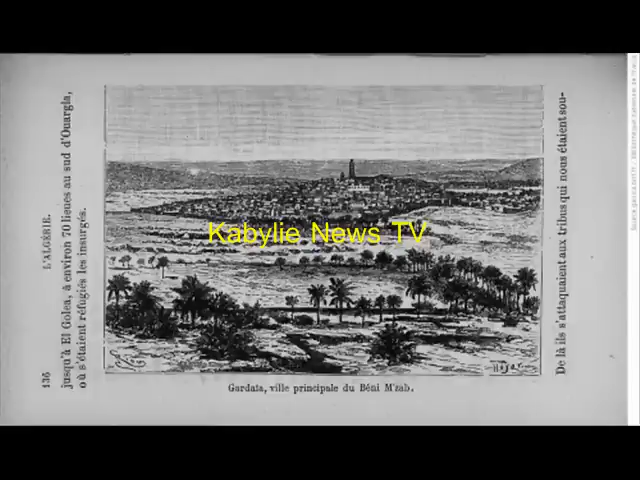 136
L'ALGÉRIE.
jusqu'à El Golea, à environ 70 lieues au sud d'Ouargla,
où s'étaient réfugiés les insurgés.
Kabylie News TV
Gardaïa, ville principale du Béni M'zab.
De là ils s'attaquaient aux tribus qui nous étaient sou-